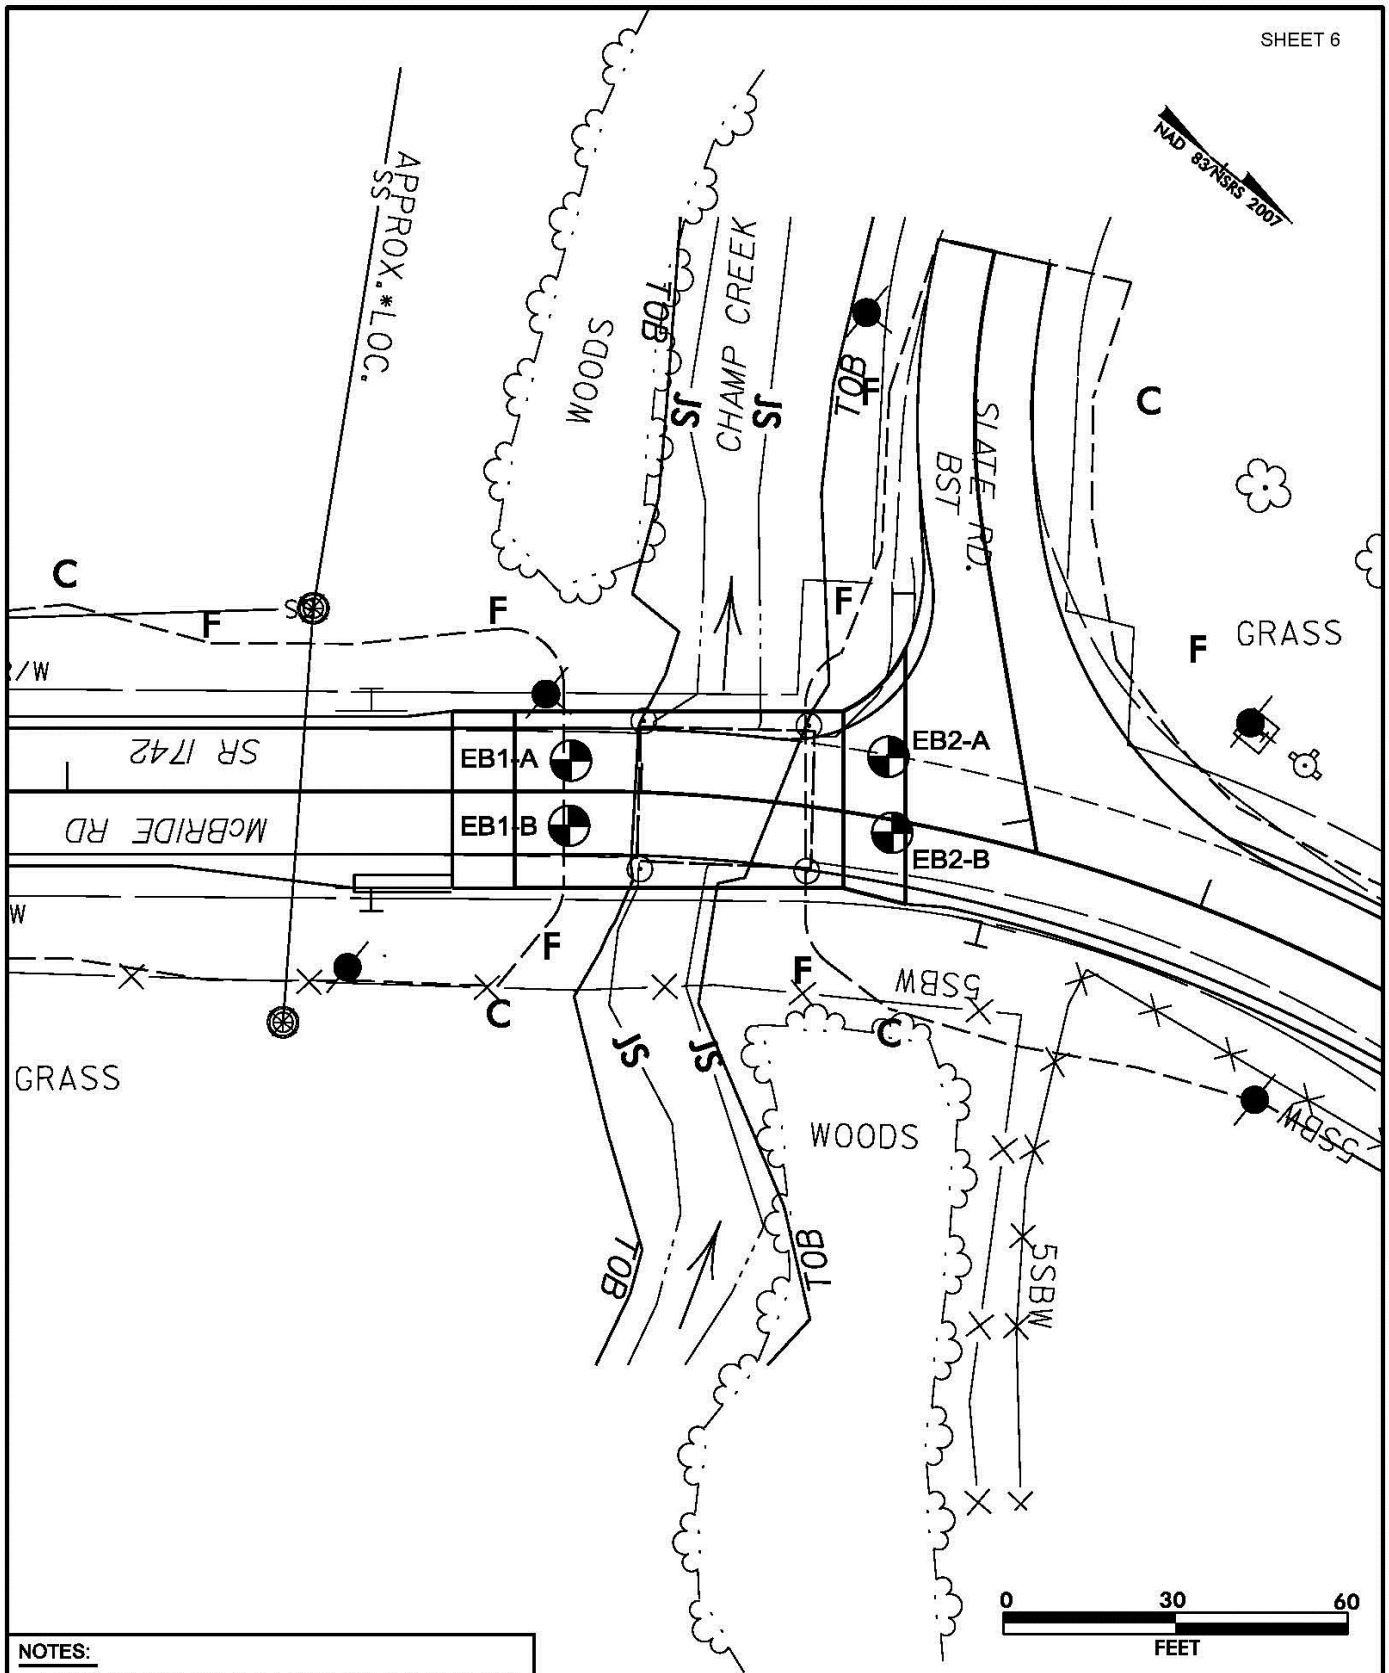 SHEET 6
NAD 83/NSRS 2007
APPROX.*LOC.
SS
WOODS
TOB
CHAMP CREEK
JS
JS
TOB
F
C
SLATE RD.
BST
C
F
F
F
F
GRASS
R/W
SR 1742
EB1-A
EB2-A
McBRIDE RD
EB1-B
EB2-B
W
F
F
5SBW
C
C
JS
JS
GRASS
WOODS
5SBW
TOB
TOB
5SBW
0 30 60
FEET
NOTES: